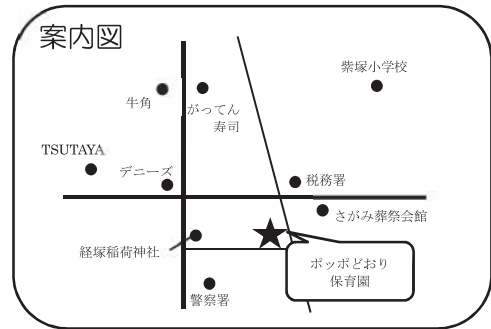 案内図
紫塚小学校
牛角
がってん
寿司
TSUTAYA
デニーズ
税務署
さがみ葬祭会館
経塚稲荷神社
ポッポどおり
保育園
警察署